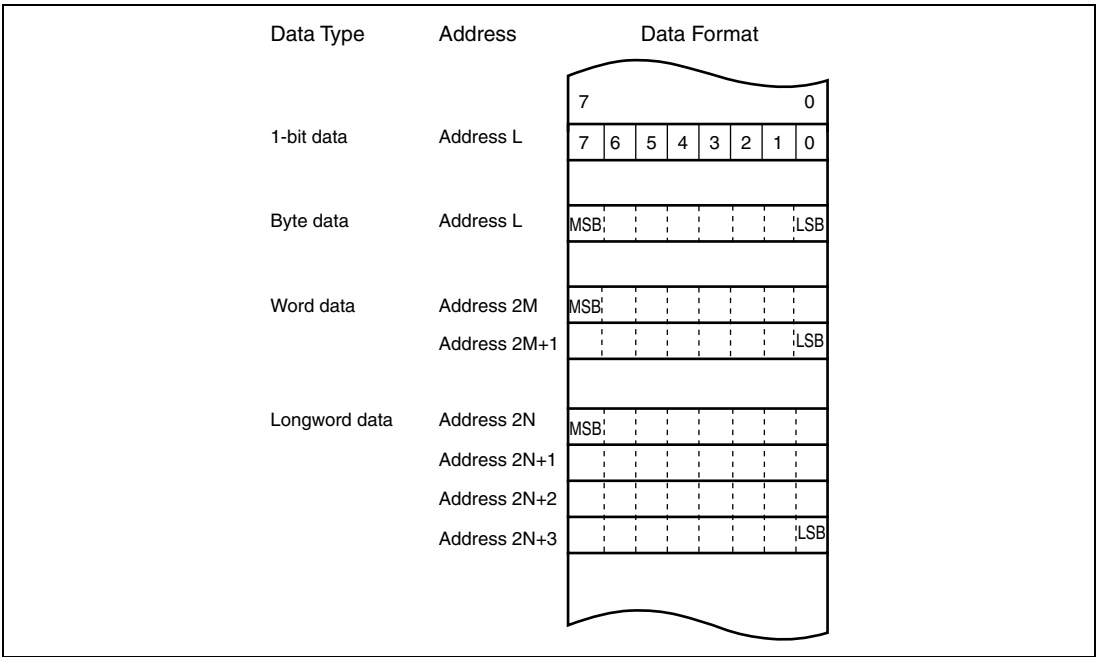 Data Type Address Data Format
7 0
1-bit data Address L 7 6 5 4 3 2 1 0
Byte data Address L MSB LSB
Word data Address 2M MSB
Address 2M+1 LSB
Longword data Address 2N MSB
Address 2N+1
Address 2N+2
Address 2N+3 LSB